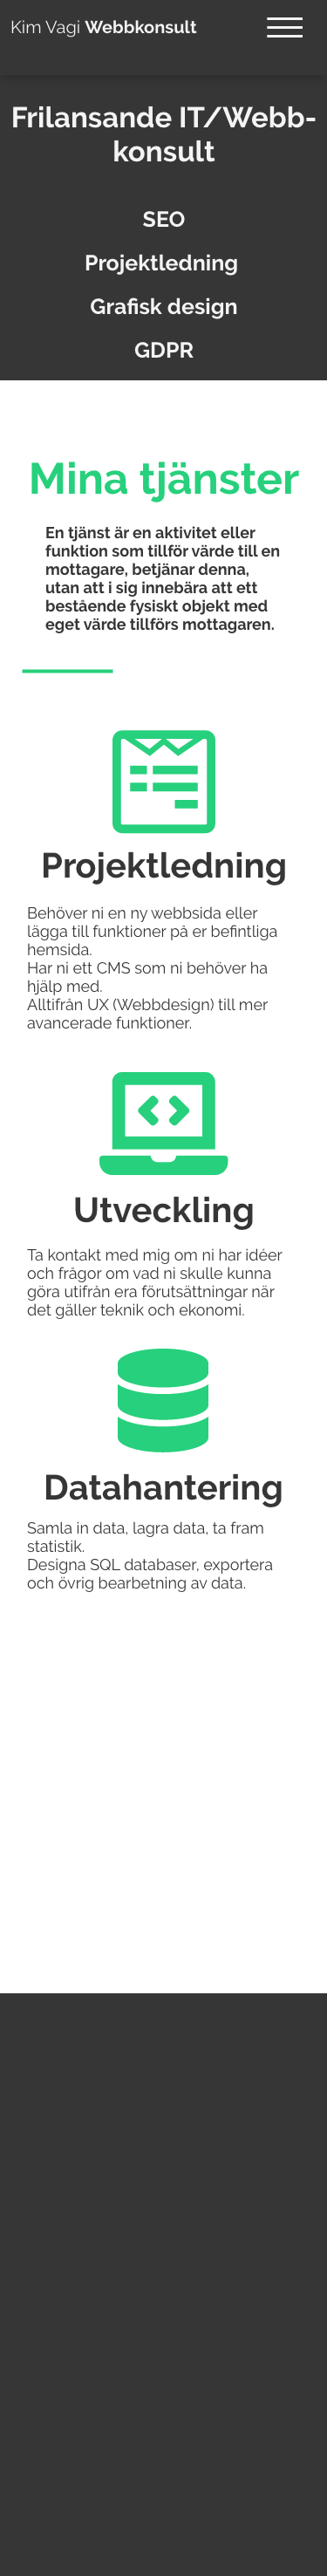 Kim Vagi Webbkonsult
Frilansande IT/Webb-
konsult
SEO
Projektledning
Grafisk design
GDPR
Mina tjänster
En tjänst är en aktivitet eller
funktion som tillför värde till en
mottagare, betjänar denna,
utan att i sig innebära att ett
bestående fysiskt objekt med
eget värde tillförs mottagaren.
Projektledning
Behöver ni en ny webbsida eller
lägga till funktioner på er befintliga
hemsida.
Har ni ett CMS som ni behöver ha
hjälp med.
Alltifrån UX (Webbdesign) till mer
avancerade funktioner.
Utveckling
Ta kontakt med mig om ni har idéer
och frågor om vad ni skulle kunna
göra utifrån era förutsättningar när
det gäller teknik och ekonomi.
Datahantering
Samla in data, lagra data, ta fram
statistik.
Designa SQL databaser, exportera
och övrig bearbetning av data.